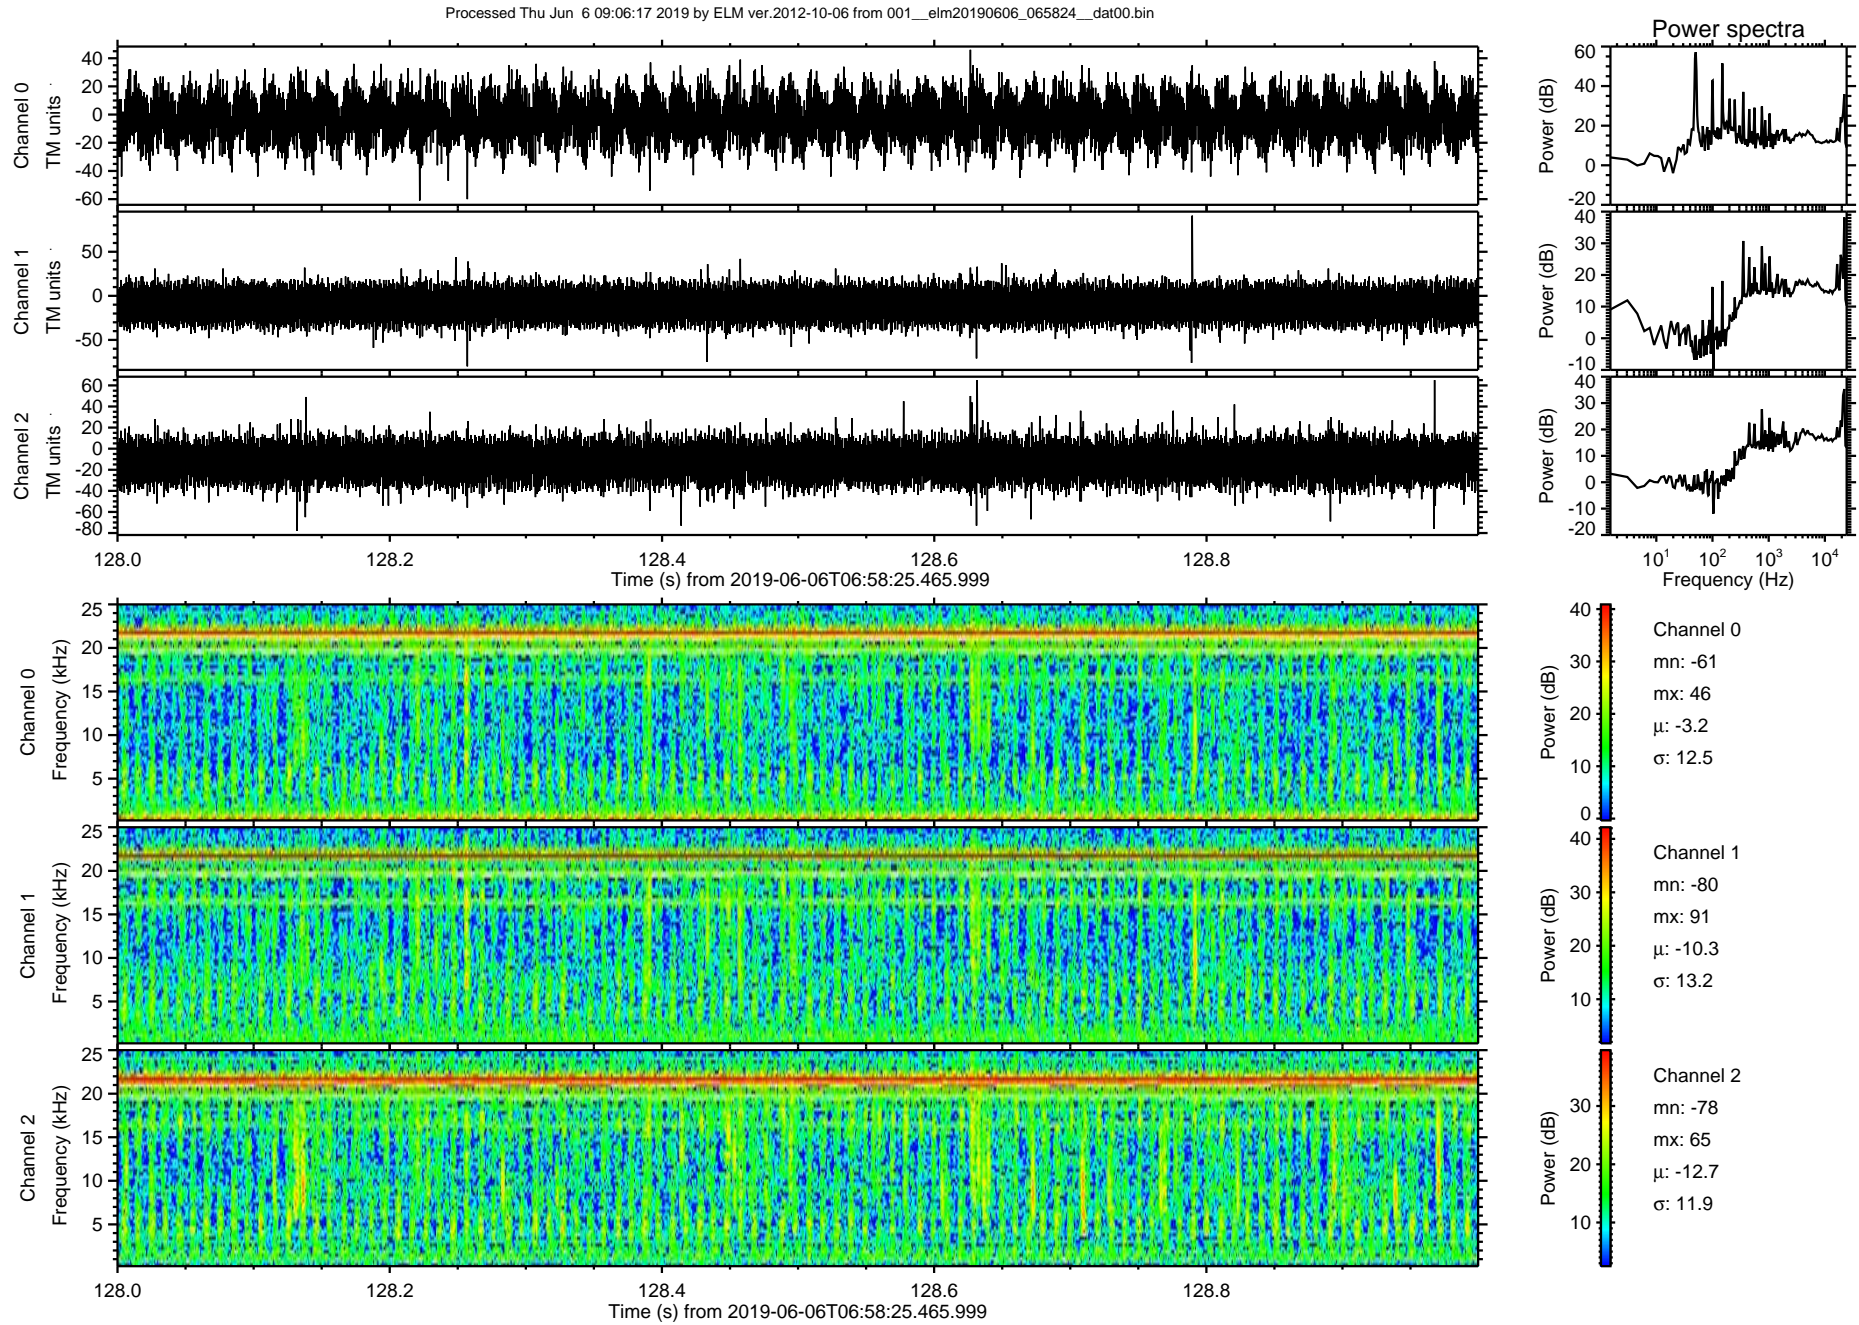 Processed Thu Jun 6 09:06:17 2019 by ELM ver.2012-10-06 from 001__elm20190606_065824__dat00.bin
Power spectra
Channel 0
TM units
40
20
0
-20
-40
-60
Power (dB)
60
40
20
0
-20
Channel 1
TM units
50
0
-50
Power (dB)
40
30
20
10
0
-10
Channel 2
TM units
60
40
20
0
-20
-40
-60
-80
Power (dB)
40
30
20
10
0
-10
-20
128.0 128.2 128.4 128.6 128.8
Time (s) from 2019-06-06T06:58:25.465.999
10¹ 10² 10³ 10⁴
Frequency (Hz)
Channel 0
Frequency (kHz)
25
20
15
10
5
Power (dB)
40
30
20
10
0
Channel 0
mn: -61
mx: 46
μ: -3.2
σ: 12.5
Channel 1
Frequency (kHz)
25
20
15
10
5
Power (dB)
40
30
20
10
Channel 1
mn: -80
mx: 91
μ: -10.3
σ: 13.2
Channel 2
Frequency (kHz)
25
20
15
10
5
Power (dB)
30
20
10
Channel 2
mn: -78
mx: 65
μ: -12.7
σ: 11.9
128.0 128.2 128.4 128.6 128.8
Time (s) from 2019-06-06T06:58:25.465.999